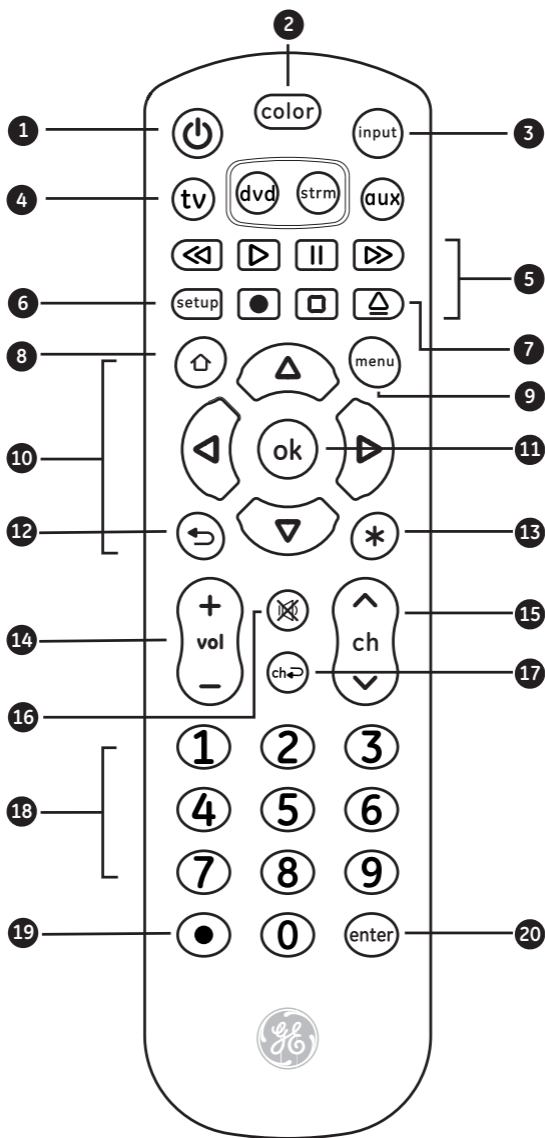 2
color
1
input
3
4
tv
dvd
strm
aux
5
6
setup
7
8
menu
9
10
ok
11
12
*
13
+
14
vol
ch
15
−
16
ch
17
1 2 3
18
4 5 6
7 8 9
19
0
enter
20
GE